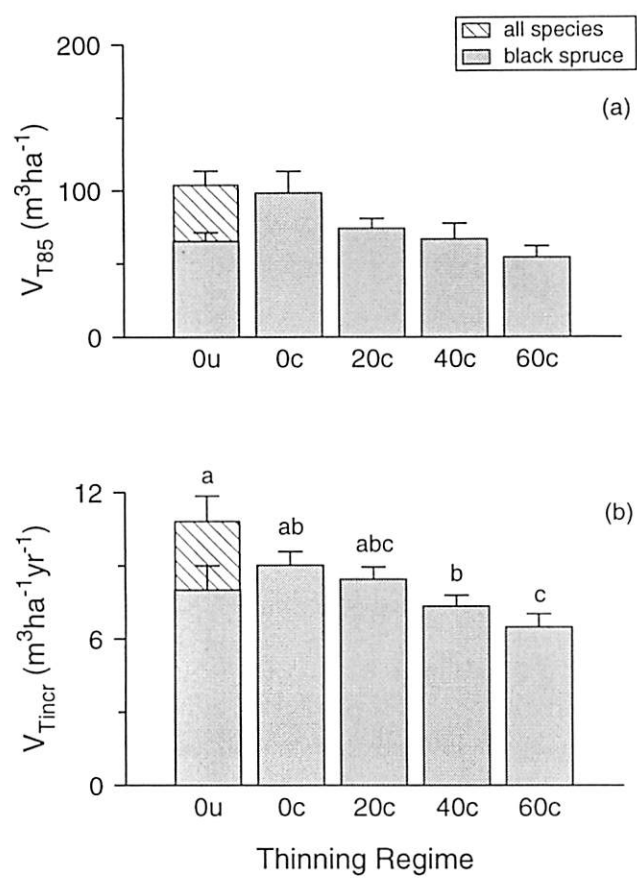 all species
black spruce
200
(a)
100
V_T85 (m³ha⁻¹)
0
0u 0c 20c 40c 60c
12
a
(b)
ab
abc
b
c
6
V_Tincr (m³ha⁻¹yr⁻¹)
0
0u 0c 20c 40c 60c
Thinning Regime